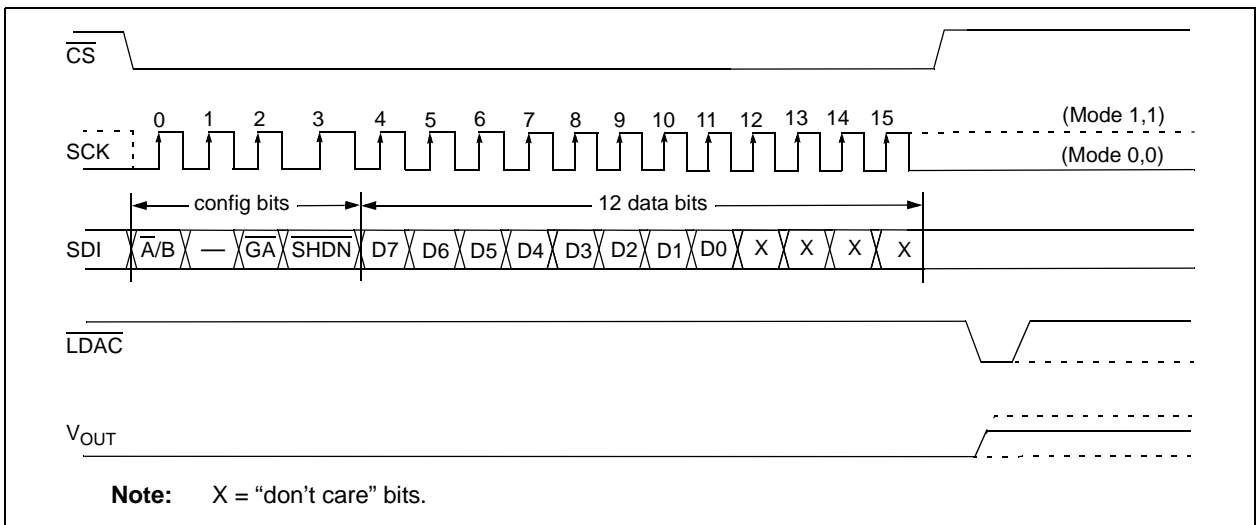 CS
0 1 2 3 4 5 6 7 8 9 10 11 12 13 14 15 (Mode 1,1)
SCK (Mode 0,0)
config bits 12 data bits
SDI A/B — GA SHDN D7 D6 D5 D4 D3 D2 D1 D0 X X X X
LDAC
VOUT
Note: X = “don’t care” bits.